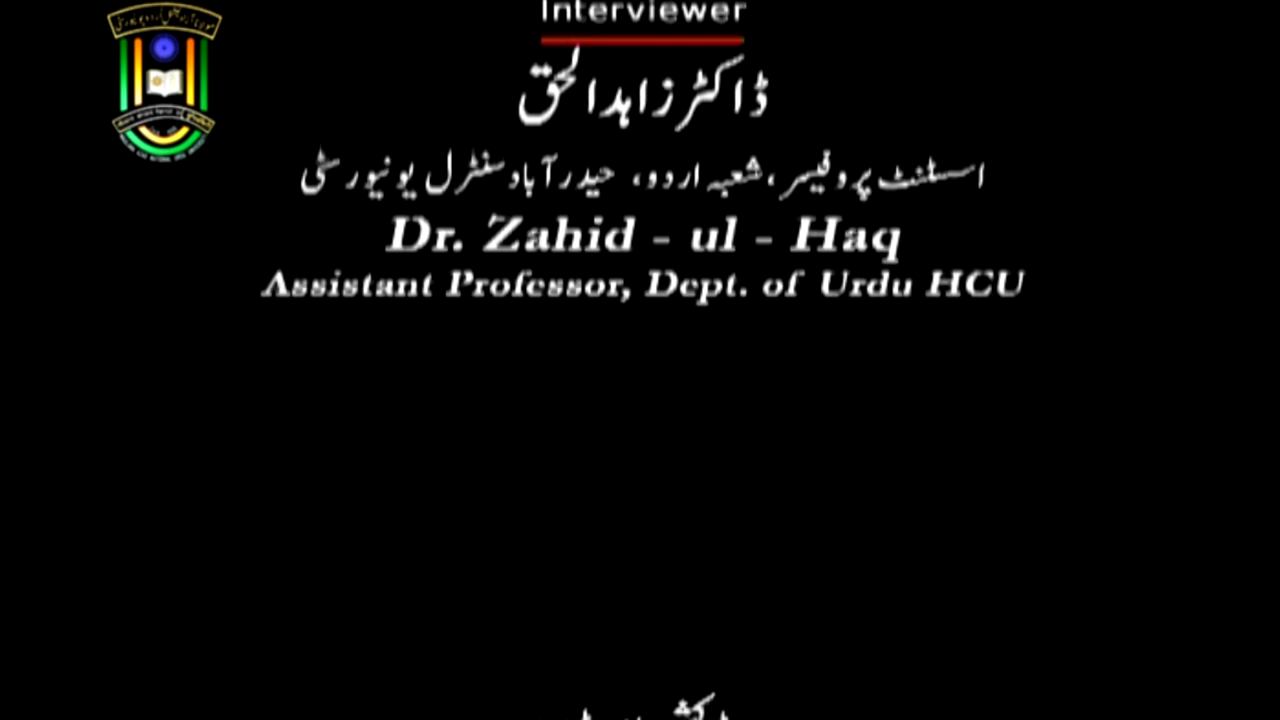 Interviewer
ڈاکٹر زاہد الحق
اسسٹنٹ پروفیسر، شعبہ اردو، حیدرآباد سنٹرل یونیورسٹی
Dr. Zahid - ul - Haq
Assistant Professor, Dept. of Urdu HCU